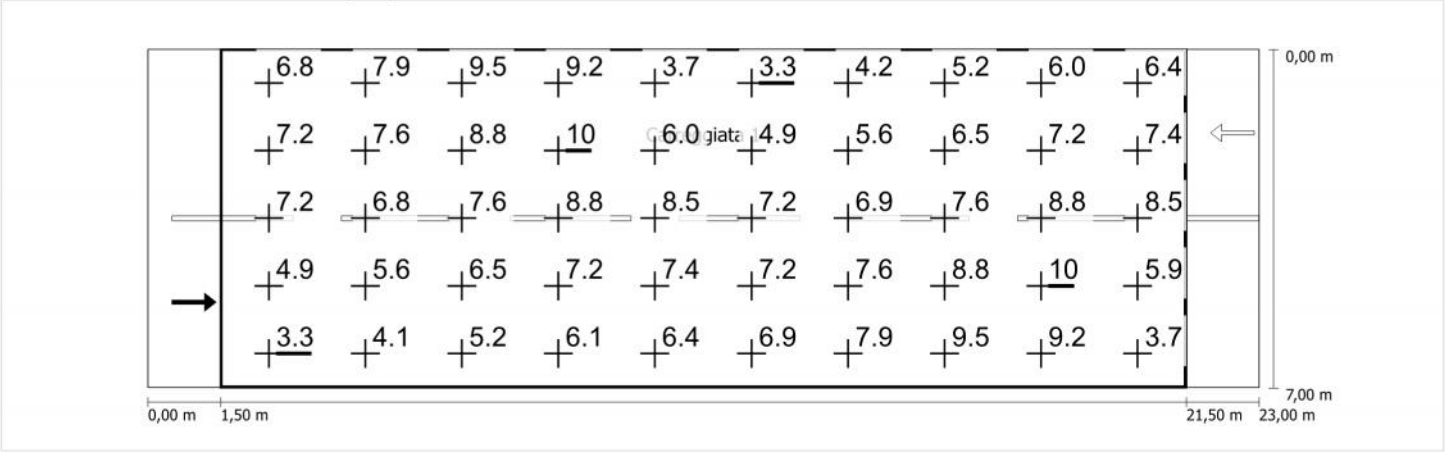 6.8 7.9 9.5 9.2 3.7 3.3 4.2 5.2 6.0 6.4
0,00 m
7.2 7.6 8.8 10 6.0 4.9 5.6 6.5 7.2 7.4
7.2 6.8 7.6 8.8 8.5 7.2 6.9 7.6 8.8 8.5
4.9 5.6 6.5 7.2 7.4 7.2 7.6 8.8 10 5.9
3.3 4.1 5.2 6.1 6.4 6.9 7.9 9.5 9.2 3.7
7,00 m
0,00 m 1,50 m 21,50 m 23,00 m